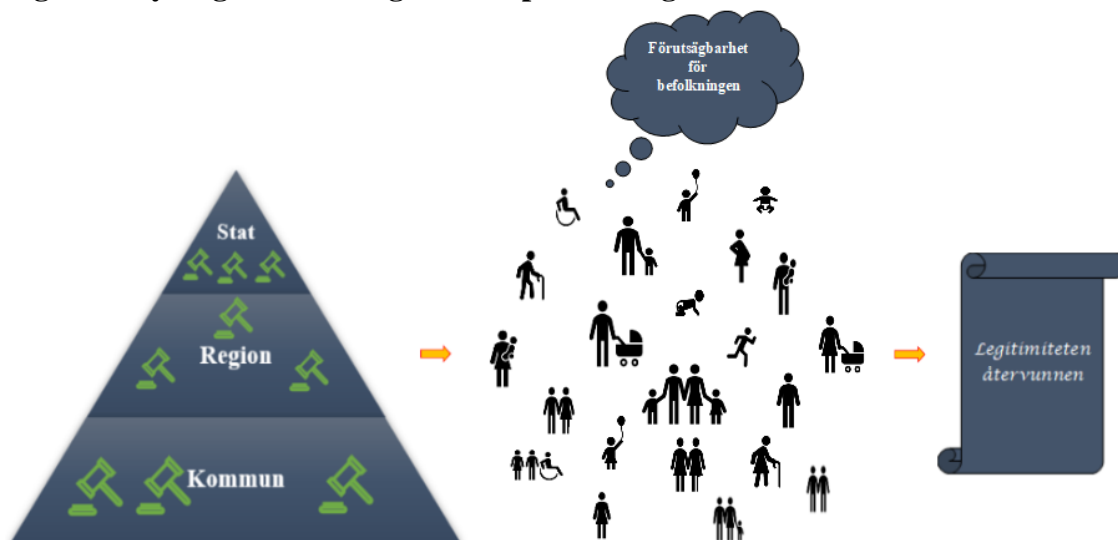 Förutsägbarhet
för
befolkningen
Stat
Region
Kommun
Legitimiteten
återvunnen